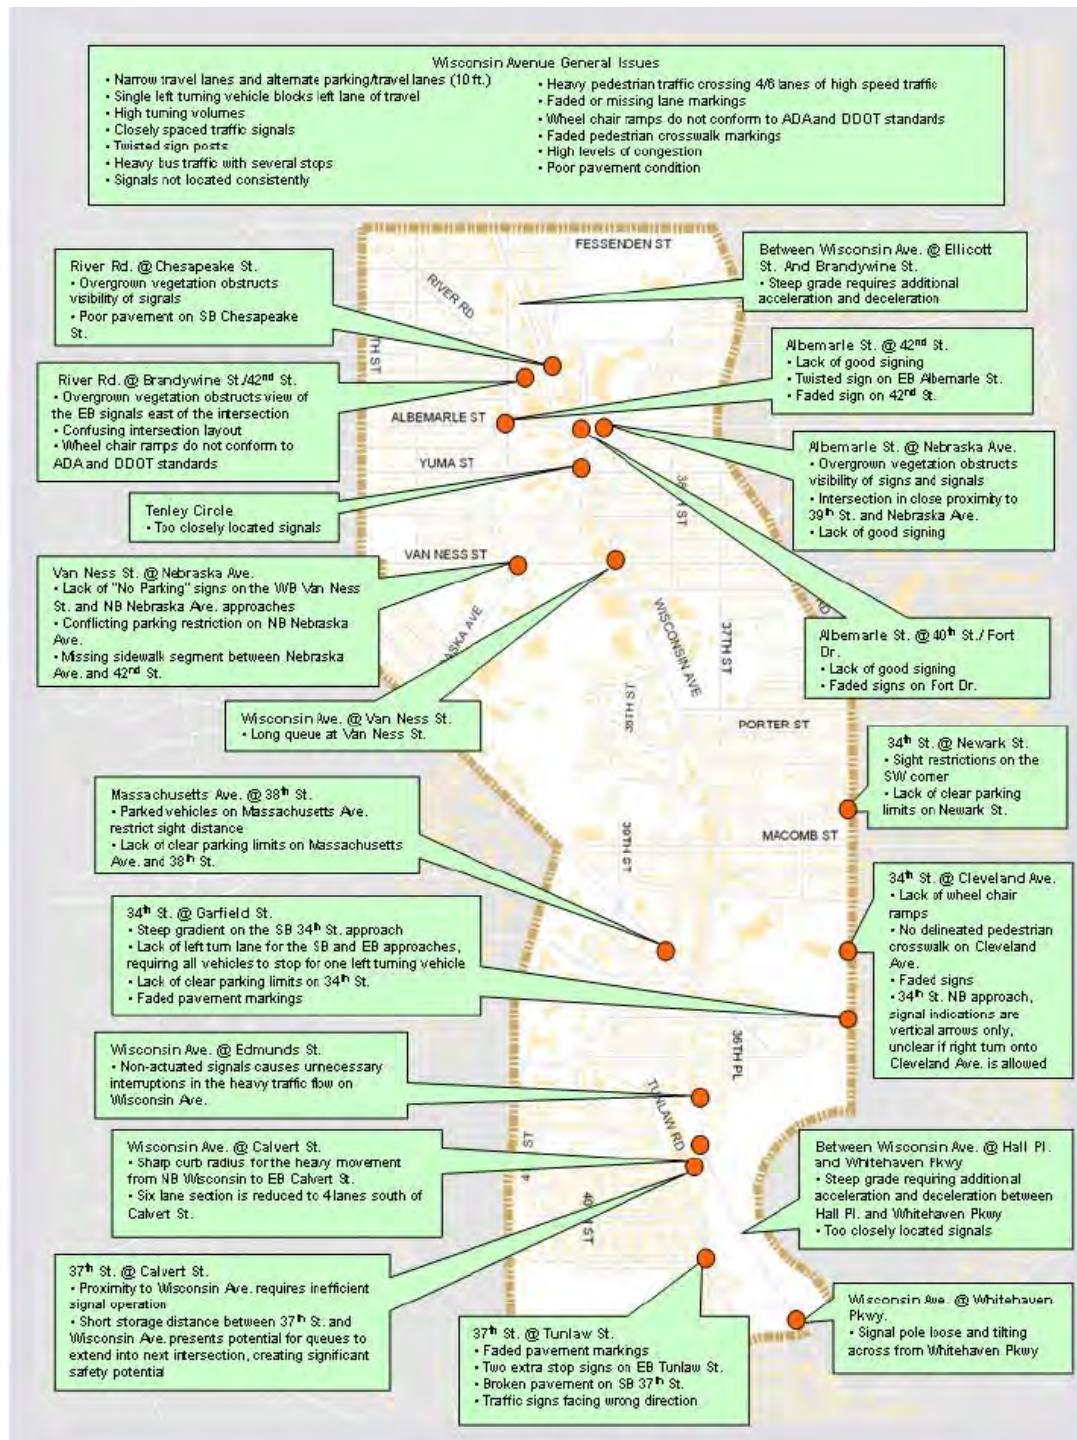 Wisconsin Avenue General Issues
• Narrow travel lanes and alternate parking/travel lanes (10 ft.)
• Single left turning vehicle blocks left lane of travel
• High turning volumes
• Closely spaced traffic signals
• Twisted sign posts
• Heavy bus traffic with several stops
• Signals not located consistently
• Heavy pedestrian traffic crossing 4/6 lanes of high speed traffic
• Faded or missing lane markings
• Wheel chair ramps do not conform to ADA and DDOT standards
• Faded pedestrian crosswalk markings
• High levels of congestion
• Poor pavement condition
FESSENDEN ST
RIVER RD
TH ST
ALBEMARLE ST
YUMA ST
ST
VAN NESS ST
ASKA AVE
WISCONSIN AVE
37TH ST
RD
PORTER ST
MACOMB ST
39TH ST
36TH PL
TUNLAW RD
ST
ST
River Rd. @ Chesapeake St.
• Overgrown vegetation obstructs
visibility of signals
• Poor pavement on SB Chesapeake
St.
Between Wisconsin Ave. @ Ellicott
St. And Brandywine St.
• Steep grade requires additional
acceleration and deceleration
River Rd. @ Brandywine St./42nd St.
• Overgrown vegetation obstructs view of
the EB signals east of the intersection
• Confusing intersection layout
• Wheel chair ramps do not conform to
ADA and DDOT standards
Albemarle St. @ 42nd St.
• Lack of good signing
• Twisted sign on EB Albemarle St.
• Faded sign on 42nd St.
Albemarle St. @ Nebraska Ave.
• Overgrown vegetation obstructs
visibility of signs and signals
• Intersection in close proximity to
39th St. and Nebraska Ave.
• Lack of good signing
Tenley Circle
• Too closely located signals
Van Ness St. @ Nebraska Ave.
• Lack of "No Parking" signs on the WB Van Ness
St. and NB Nebraska Ave. approaches
• Conflicting parking restriction on NB Nebraska
Ave.
• Missing sidewalk segment between Nebraska
Ave. and 42nd St.
Albemarle St. @ 40th St./ Fort
Dr.
• Lack of good signing
• Faded signs on Fort Dr.
Wisconsin Ave. @ Van Ness St.
• Long queue at Van Ness St.
34th St. @ Newark St.
• Sight restrictions on the
SW corner
• Lack of clear parking
limits on Newark St.
Massachusetts Ave. @ 38th St.
• Parked vehicles on Massachusetts Ave.
restrict sight distance
• Lack of clear parking limits on Massachusetts
Ave. and 38th St.
34th St. @ Cleveland Ave.
• Lack of wheel chair
ramps
• No delineated pedestrian
crosswalk on Cleveland
Ave.
• Faded signs
• 34th St. NB approach,
signal indications are
vertical arrows only,
unclear if right turn onto
Cleveland Ave. is allowed
34th St. @ Garfield St.
• Steep gradient on the SB 34th St. approach
• Lack of left turn lane for the SB and EB approaches,
requiring all vehicles to stop for one left turning vehicle
• Lack of clear parking limits on 34th St.
• Faded pavement markings
Wisconsin Ave. @ Edmunds St.
• Non-actuated signals causes unnecessary
interruptions in the heavy traffic flow on
Wisconsin Ave.
Wisconsin Ave. @ Calvert St.
• Sharp curb radius for the heavy movement
from NB Wisconsin to EB Calvert St.
• Six lane section is reduced to 4 lanes south of
Calvert St.
Between Wisconsin Ave. @ Hall Pl.
and Whitehaven Pkwy
• Steep grade requiring additional
acceleration and deceleration between
Hall Pl. and Whitehaven Pkwy
• Too closely located signals
37th St. @ Calvert St.
• Proximity to Wisconsin Ave. requires inefficient
signal operation
• Short storage distance between 37th St. and
Wisconsin Ave. presents potential for queues to
extend into next intersection, creating significant
safety potential
37th St. @ Tunlaw St.
• Faded pavement markings
• Two extra stop signs on EB Tunlaw St.
• Broken pavement on SB 37th St.
• Traffic signs facing wrong direction
Wisconsin Ave. @ Whitehaven
Pkwy.
• Signal pole loose and tilting
across from Whitehaven Pkwy